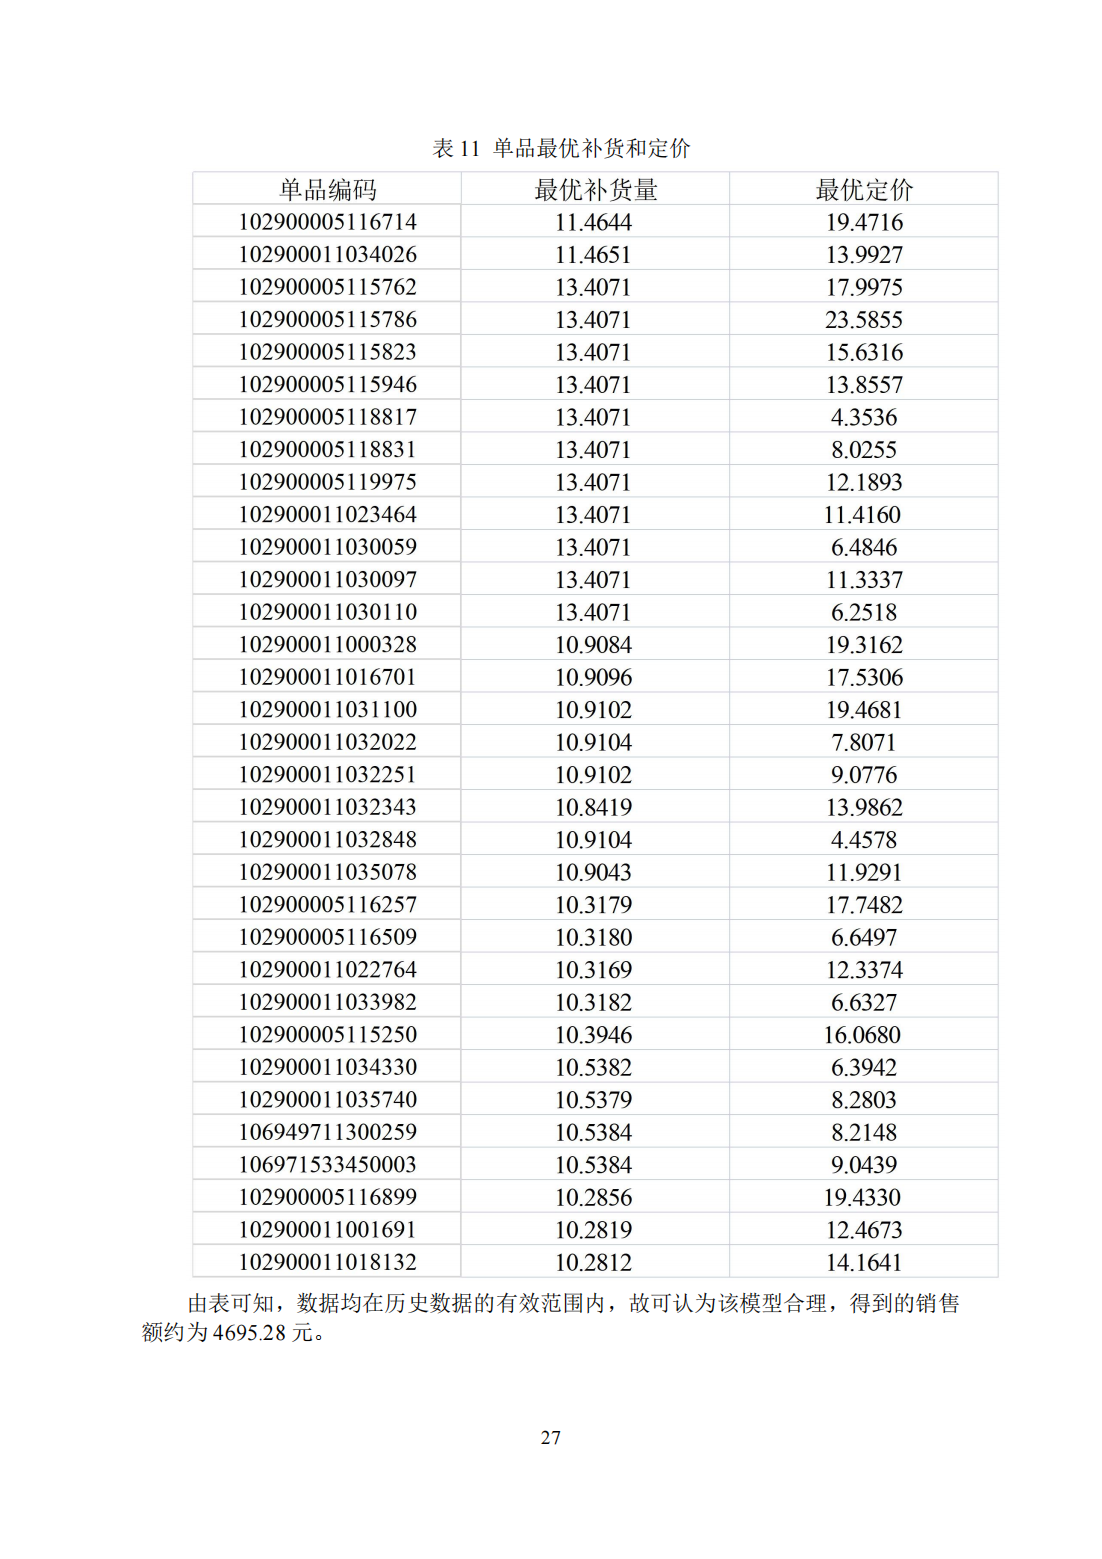 表 11 单品最优补货和定价
单品编码 最优补货量 最优定价
102900005116714 11.4644 19.4716
102900011034026 11.4651 13.9927
102900005115762 13.4071 17.9975
102900005115786 13.4071 23.5855
102900005115823 13.4071 15.6316
102900005115946 13.4071 13.8557
102900005118817 13.4071 4.3536
102900005118831 13.4071 8.0255
102900005119975 13.4071 12.1893
102900011023464 13.4071 11.4160
102900011030059 13.4071 6.4846
102900011030097 13.4071 11.3337
102900011030110 13.4071 6.2518
102900011000328 10.9084 19.3162
102900011016701 10.9096 17.5306
102900011031100 10.9102 19.4681
102900011032022 10.9104 7.8071
102900011032251 10.9102 9.0776
102900011032343 10.8419 13.9862
102900011032848 10.9104 4.4578
102900011035078 10.9043 11.9291
102900005116257 10.3179 17.7482
102900005116509 10.3180 6.6497
102900011022764 10.3169 12.3374
102900011033982 10.3182 6.6327
102900005115250 10.3946 16.0680
102900011034330 10.5382 6.3942
102900011035740 10.5379 8.2803
106949711300259 10.5384 8.2148
106971533450003 10.5384 9.0439
102900005116899 10.2856 19.4330
102900011001691 10.2819 12.4673
102900011018132 10.2812 14.1641
由表可知，数据均在历史数据的有效范围内，故可认为该模型合理，得到的销售
额约为 4695.28 元。
27